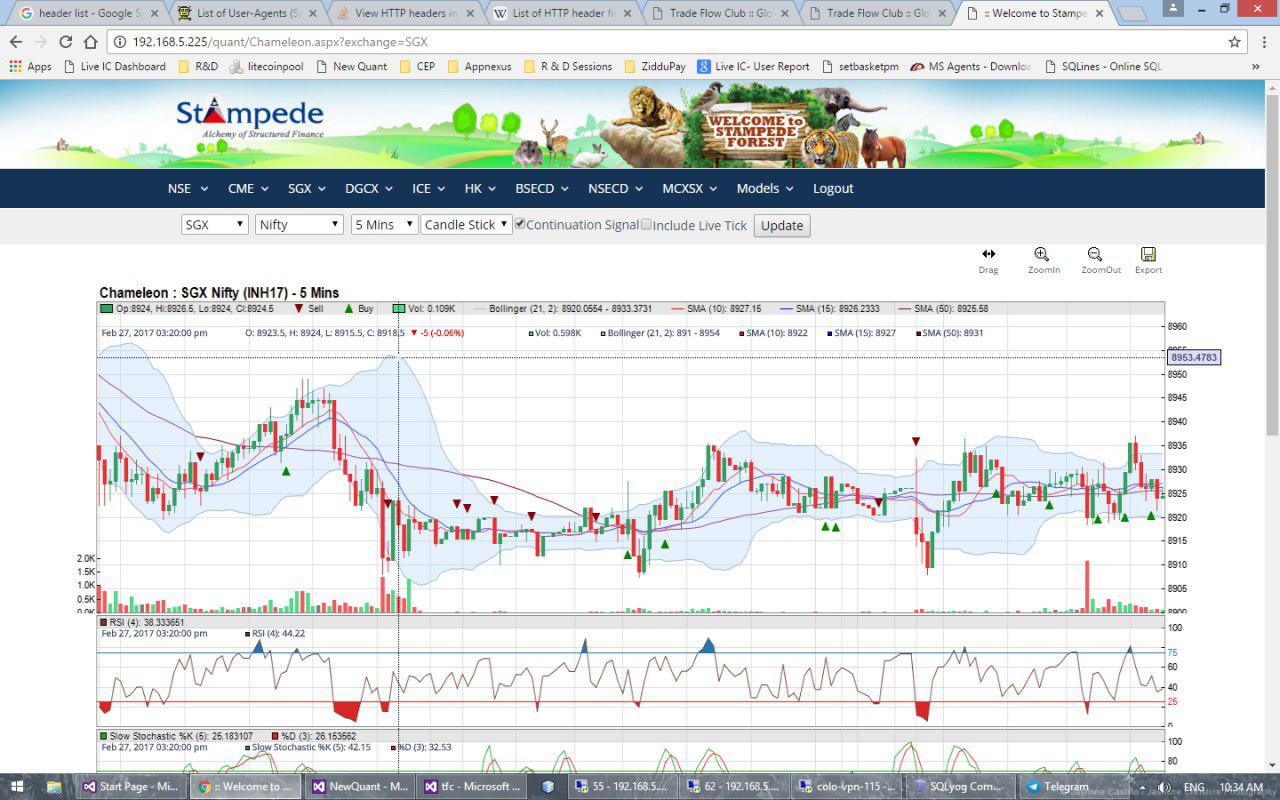 header list - Google S
List of User-Agents (S
View HTTP headers in
List of HTTP header fi
Trade Flow Club :: Glo
Trade Flow Club :: Glo
:: Welcome to Stampe
192.168.5.225/quant/Chameleon.aspx?exchange=SGX
Apps Live IC Dashboard R&D litecoinpool New Quant CEP Appnexus R & D Sessions ZidduPay Live IC- User Report setbasketpm MS Agents - Downloa SQLines - Online SQL »
Stampede
Alchemy of Structured Finance
WELCOME to
STAMPEDE
FOREST
NSE CME SGX DGCX ICE HK BSECD NSECD MCXSX Models Logout
SGX Nifty 5 Mins Candle Stick Continuation Signal Include Live Tick Update
Drag ZoomIn ZoomOut Export
Chameleon : SGX Nifty (INH17) - 5 Mins
Op:8924, Hi:8926.5, Lo:8924, Cl:8924.5 Sell Buy Vol: 0.109K Bollinger (21, 2): 8920.0554 - 8933.3731 SMA (10): 8927.15 SMA (15): 8926.2333 SMA (50): 8925.58
Feb 27, 2017 03:20:00 pm O: 8923.5, H: 8924, L: 8915.5, C: 8918.5 ▼ -5 (-0.06%) Vol: 0.598K Bollinger (21, 2): 891 - 8954 SMA (10): 8922 SMA (15): 8927 SMA (50): 8931
8960
8955
8953.4783
8950
8945
8940
8935
8930
8925
8920
8915
8910
8905
8900
2.0K
1.5K
1.0K
0.5K
0.0K
RSI (4): 38.333651
Feb 27, 2017 03:20:00 pm RSI (4): 44.22
100
75
60
40
25
0
Slow Stochastic %K (5): 25.183107 %D (3): 26.153562
Feb 27, 2017 03:20:00 pm Slow Stochastic %K (5): 42.15 %D (3): 32.53
100
80
Start Page - Mi... :: Welcome to ... NewQuant - M... tfc - Microsoft ... 55 - 192.168.5.... 62 - 192.168.5.... colo-vpn-115 -... SQLyog Com... Telegram ENG 10:34 AM